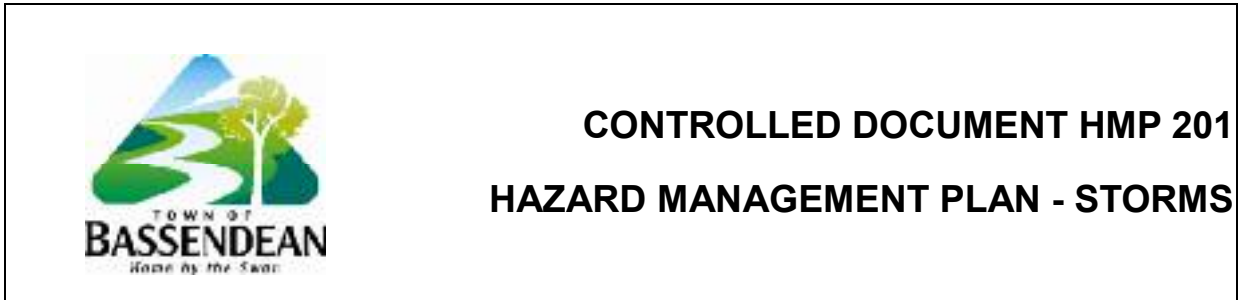 TOWN OF
BASSENDEAN
Home by the Swan
CONTROLLED DOCUMENT HMP 201
HAZARD MANAGEMENT PLAN - STORMS